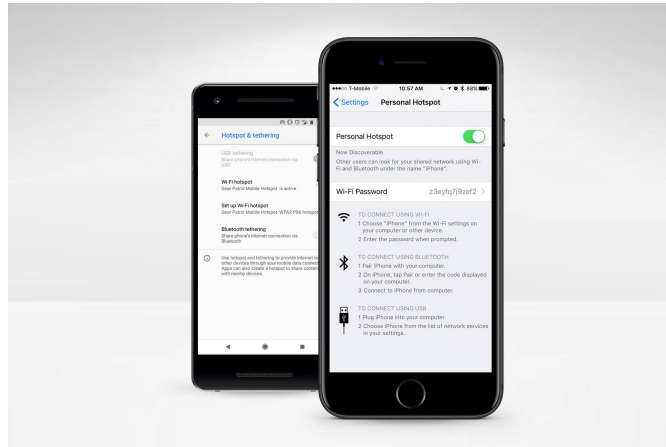 Hotspot & tethering
USB tethering
Share phone's internet connection via
USB
Wi-Fi hotspot
Gear Patrol Mobile Hotspot is active
Set up Wi-Fi hotspot
Gear Patrol Mobile Hotspot WPA2 PSK hotspot
Bluetooth tethering
Share phone's internet connection via
Bluetooth
Use hotspot and tethering to provide internet to
other devices through your mobile data connect
Apps can also create a hotspot to share content
with nearby devices.
T-Mobile 10:57 AM 88%
Settings Personal Hotspot
Personal Hotspot
Now Discoverable.
Other users can look for your shared network using Wi-
Fi and Bluetooth under the name "iPhone".
Wi-Fi Password z3eyfq7j9zef2
TO CONNECT USING WI-FI
1 Choose "iPhone" from the Wi-Fi settings on
your computer or other device.
2 Enter the password when prompted.
TO CONNECT USING BLUETOOTH
1 Pair iPhone with your computer.
2 On iPhone, tap Pair or enter the code displayed
on your computer.
3 Connect to iPhone from computer.
TO CONNECT USING USB
1 Plug iPhone into your computer.
2 Choose iPhone from the list of network services
in your settings.